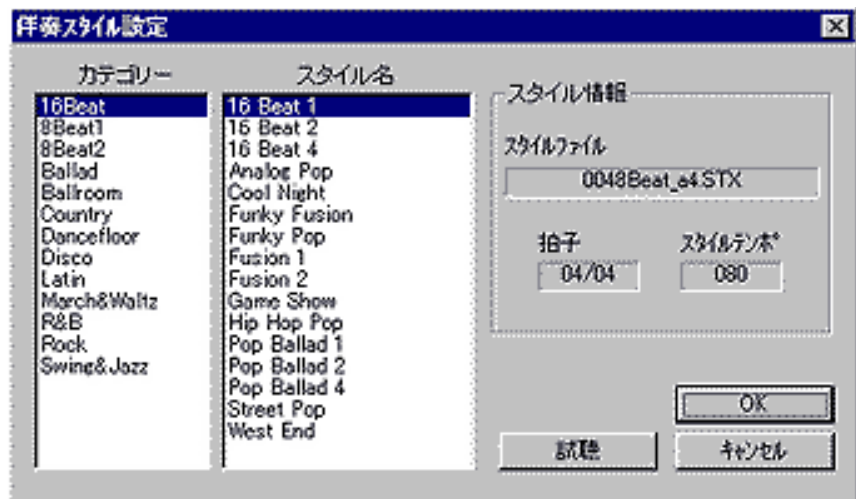 伴奏スタイル設定
カテゴリー
16Beat
8Beat1
8Beat2
Ballad
Ballroom
Country
Dancefloor
Disco
Latin
March&Waltz
R&B
Rock
Swing&Jazz
スタイル名
16 Beat 1
16 Beat 2
16 Beat 4
Analog Pop
Cool Night
Funky Fusion
Funky Pop
Fusion 1
Fusion 2
Game Show
Hip Hop Pop
Pop Ballad 1
Pop Ballad 2
Pop Ballad 4
Street Pop
West End
スタイル情報
スタイルファイル
0048Beat_a4.STX
拍子 スタイルテンポ
04/04 080
OK
試聴 キャンセル